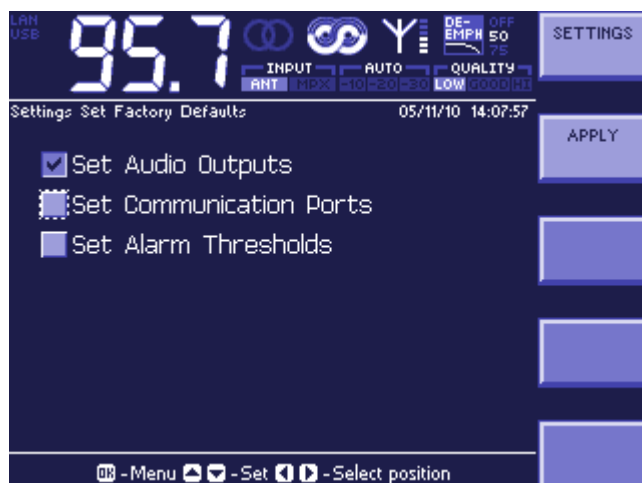 LAN
USB
95.7
DE-EMPH OFF 50 75
INPUT AUTO QUALITY
ANT MPX -10 -20 -30 LOW GOOD HI
SETTINGS
Settings Set Factory Defaults 05/11/10 14:07:57
APPLY
Set Audio Outputs
Set Communication Ports
Set Alarm Thresholds
OK -Menu -Set -Select position